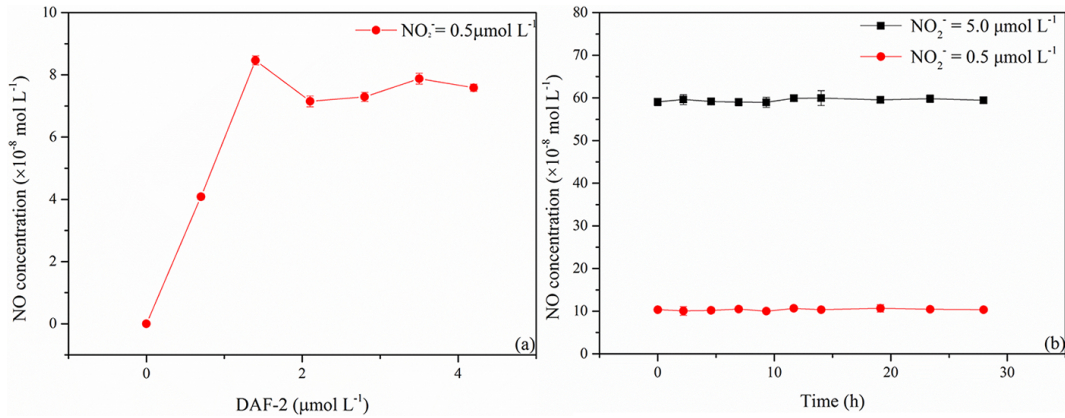 10
8
6
4
2
0
0
2
4
NO concentration (×10⁻⁸ mol L⁻¹)
DAF-2 (μmol L⁻¹)
NO₂⁻= 0.5μmol L⁻¹
(a)
80
70
60
50
40
30
20
10
0
0
10
20
30
NO concentration (×10⁻⁸ mol L⁻¹)
Time (h)
NO₂⁻ = 5.0 μmol L⁻¹
NO₂⁻ = 0.5 μmol L⁻¹
(b)